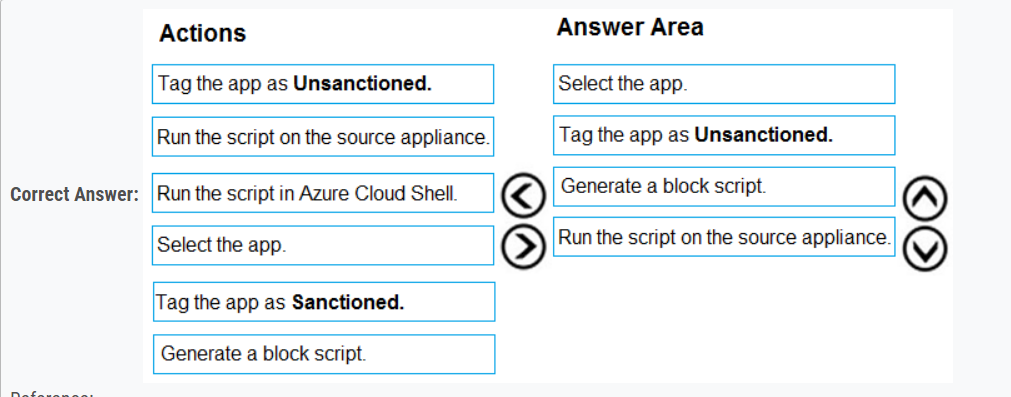 Actions
Answer Area
Tag the app as Unsanctioned.
Select the app.
Run the script on the source appliance.
Tag the app as Unsanctioned.
Correct Answer:
Run the script in Azure Cloud Shell.
Generate a block script.
Select the app.
Run the script on the source appliance.
Tag the app as Sanctioned.
Generate a block script.